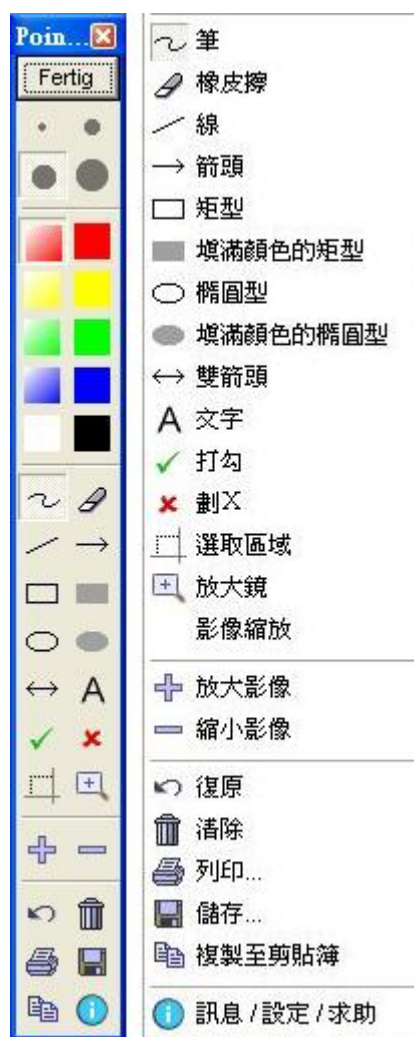 Poin...
Fertig
A
筆
橡皮擦
線
箭頭
矩型
填滿顏色的矩型
橢圓型
填滿顏色的橢圓型
雙箭頭
A 文字
打勾
劃X
選取區域
放大鏡
影像縮放
放大影像
縮小影像
復原
清除
列印...
儲存...
複製至剪貼簿
訊息 / 設定 / 求助